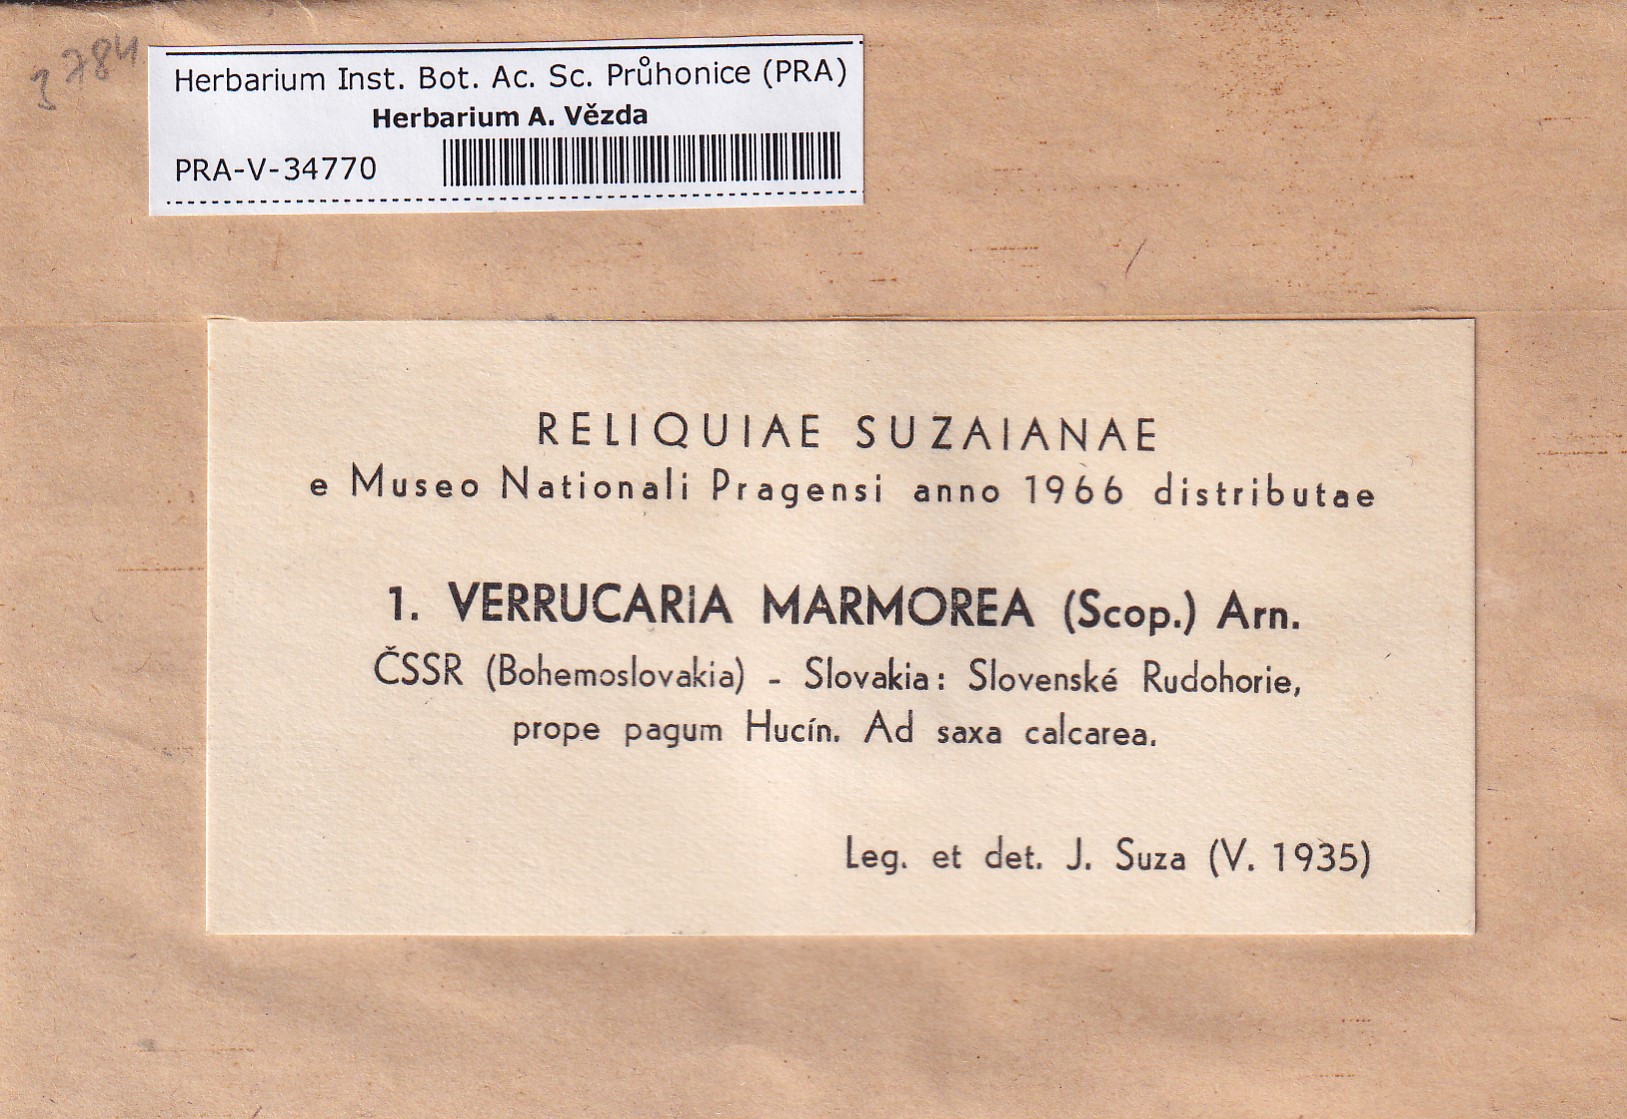 3784
Herbarium Inst. Bot. Ac. Sc. Průhonice (PRA)
Herbarium A. Vězda
PRA-V-34770
RELIQUIAE SUZAIANAE
e Museo Nationali Pragensi anno 1966 distributae
1. VERRUCARIA MARMOREA (Scop.) Arn.
ČSSR (Bohemoslovakia) - Slovakia: Slovenské Rudohorie,
prope pagum Hucín. Ad saxa calcarea.
Leg. et det. J. Suza (V. 1935)